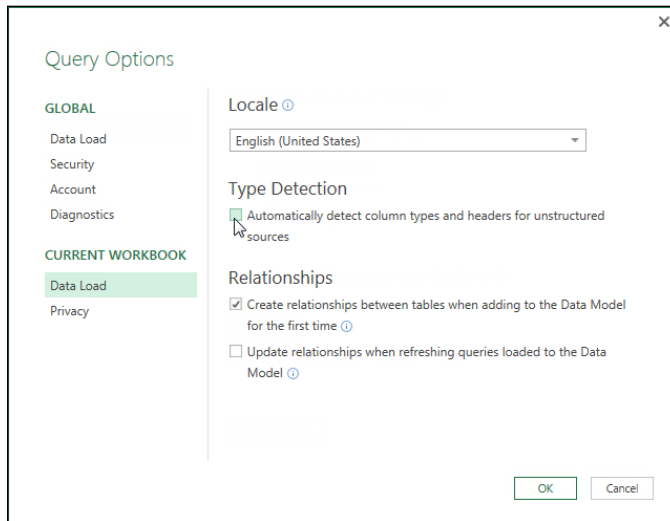 Query Options
GLOBAL
Data Load
Security
Account
Diagnostics
CURRENT WORKBOOK
Data Load
Privacy
Locale
English (United States)
Type Detection
Automatically detect column types and headers for unstructured
sources
Relationships
Create relationships between tables when adding to the Data Model
for the first time
Update relationships when refreshing queries loaded to the Data
Model
OK
Cancel